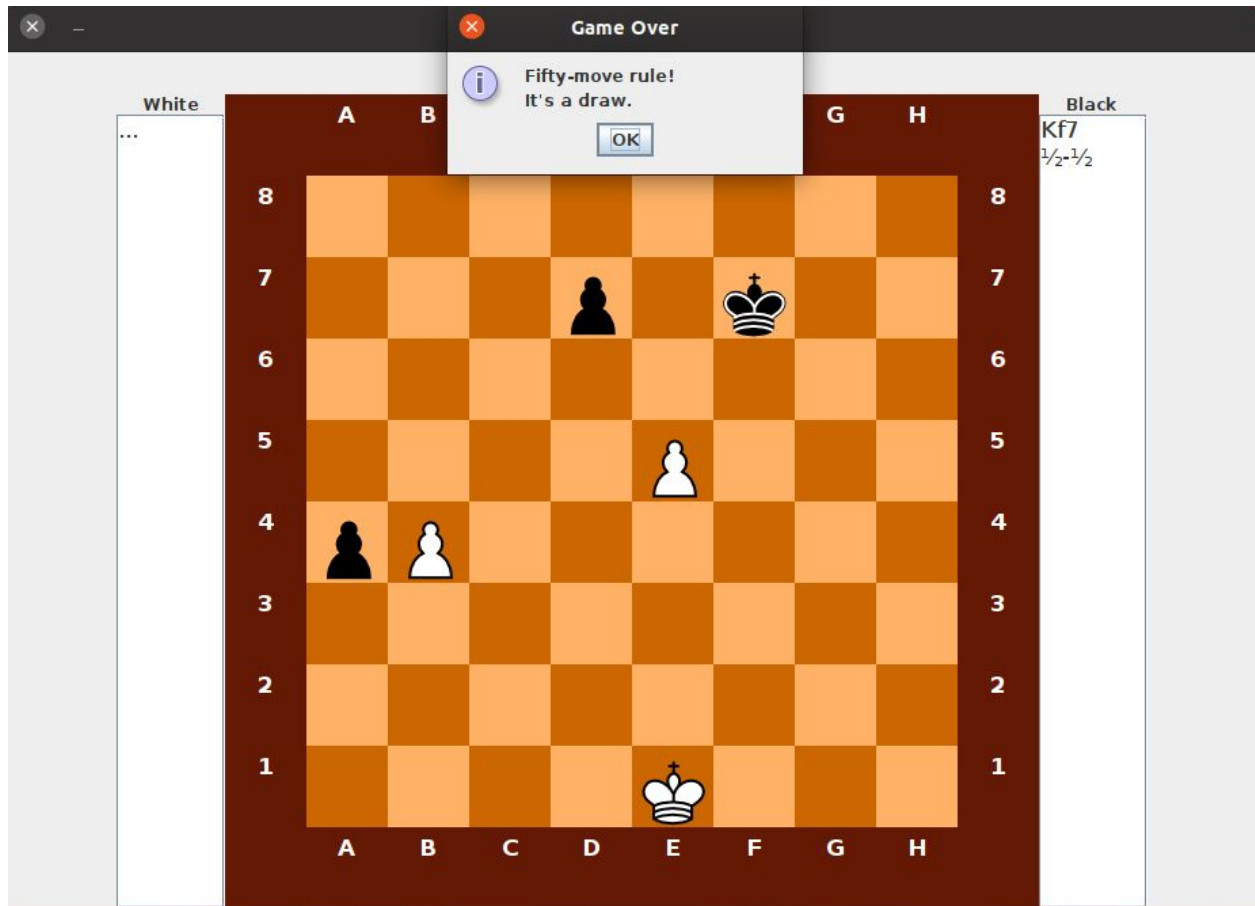 Game Over
Fifty-move rule!
It's a draw.
OK
White
...
Black
Kf7
½-½
A B G H
8 8
7 7
6 6
5 5
4 4
3 3
2 2
1 1
A B C D E F G H